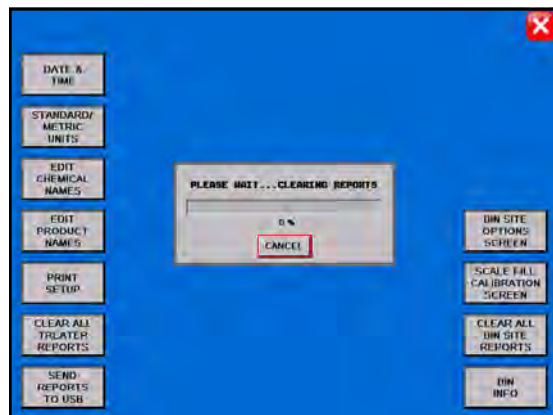 DATE &
TIME
STANDARD/
METRIC
UNITS
EDIT
CHEMICAL
NAMES
EDIT
PRODUCT
NAMES
PRINT
SETUP
CLEAR ALL
TREATER
REPORTS
SEND
REPORTS
TO USB
PLEASE WAIT...CLEARING REPORTS
0 %
CANCEL
BIN SITE
OPTIONS
SCREEN
SCALE FILL
CALIBRATION
SCREEN
CLEAR ALL
BIN SITE
REPORTS
BIN
INFO